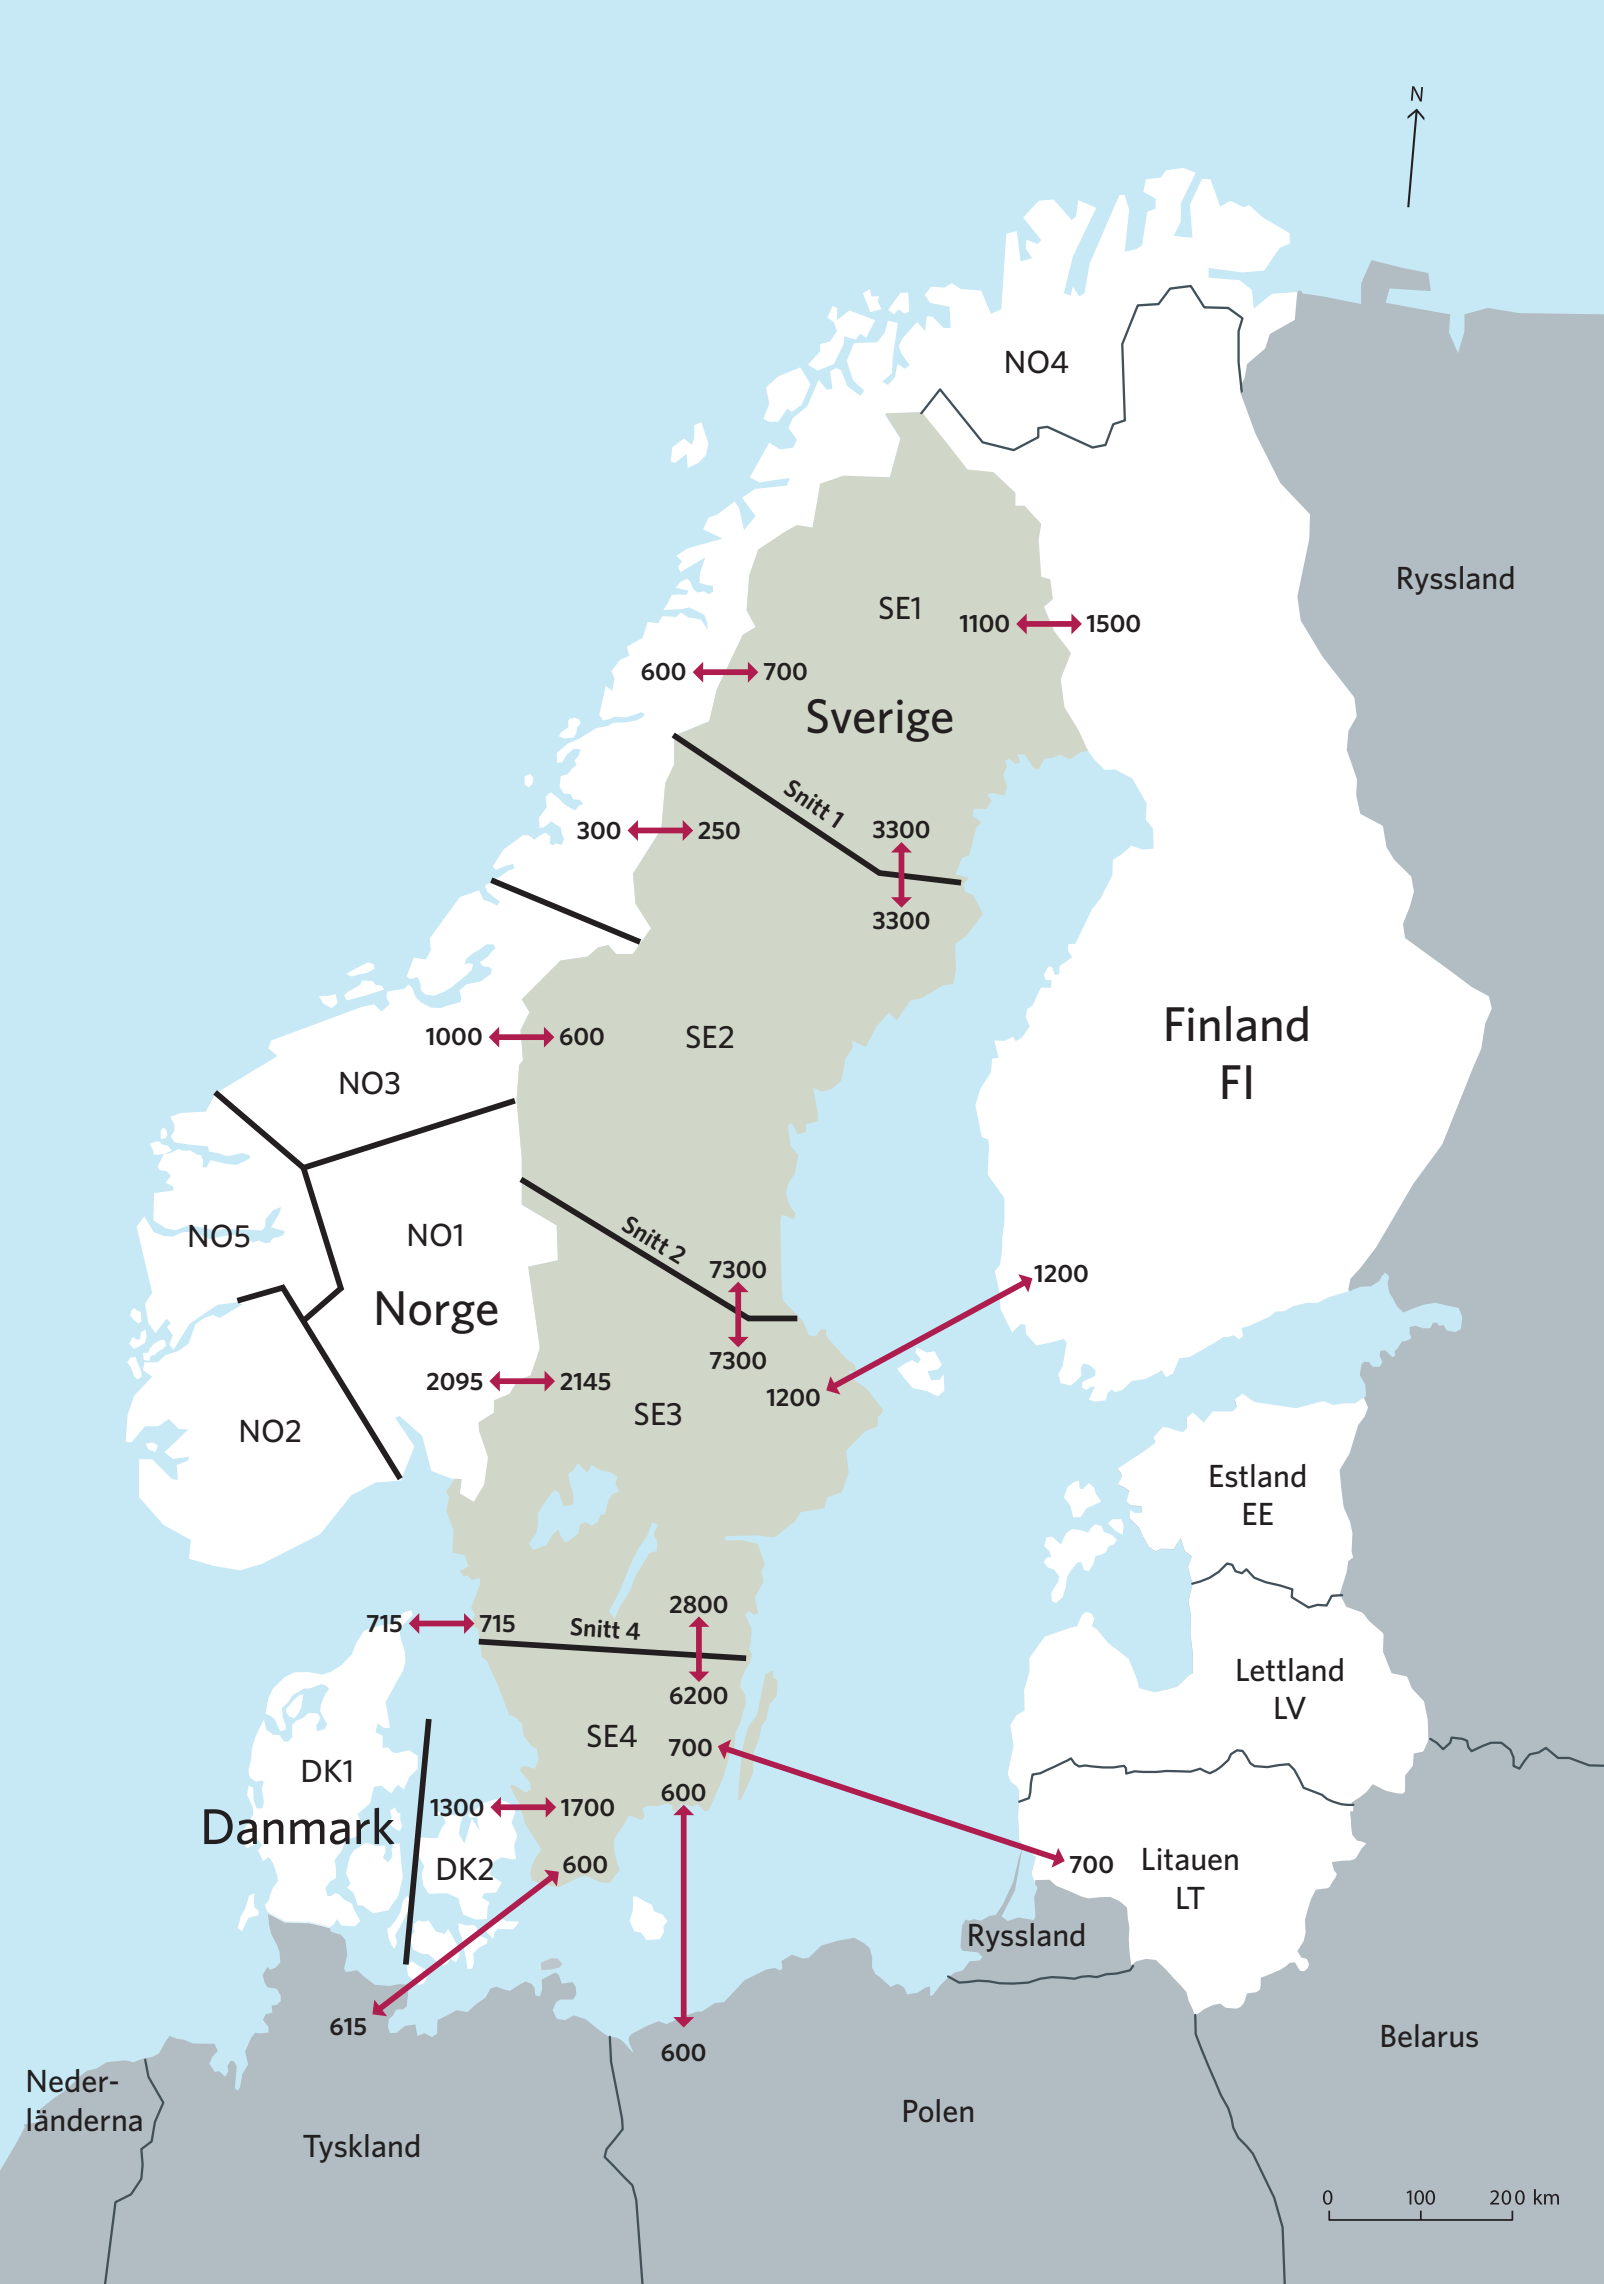 N
NO4
Ryssland
SE1
1100
1500
600
700
Sverige
Snitt 1
3300
300
250
3300
Finland
FI
1000
600
SE2
NO3
NO5
NO1
Snitt 2
7300
1200
Norge
7300
2095
2145
1200
SE3
NO2
Estland
EE
2800
715
715
Snitt 4
Lettland
LV
6200
SE4
700
DK1
600
1300
1700
Danmark
600
DK2
700
Litauen
LT
Ryssland
615
600
Belarus
Neder-
länderna
Polen
Tyskland
0 100 200 km